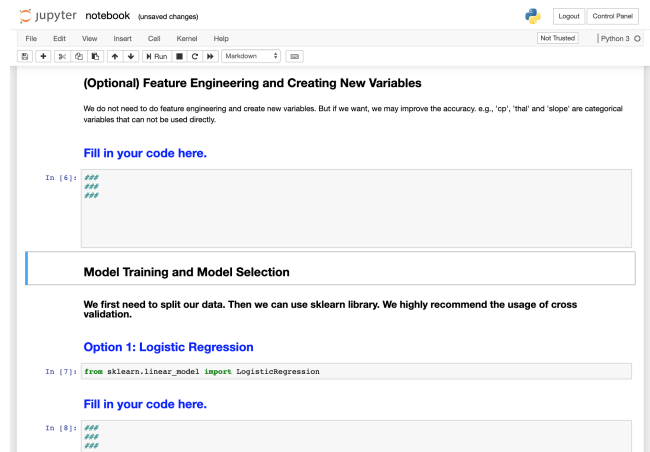 jupyter notebook (unsaved changes)
Logout Control Panel
File Edit View Insert Cell Kernel Help
Not Trusted Python 3
Run Markdown
(Optional) Feature Engineering and Creating New Variables
We do not need to do feature engineering and create new variables. But if we want, we may improve the accuracy. e.g., 'cp', 'thal' and 'slope' are categorical
variables that can not be used directly.
Fill in your code here.
In [6]: ###
###
###
Model Training and Model Selection
We first need to split our data. Then we can use sklearn library. We highly recommend the usage of cross
validation.
Option 1: Logistic Regression
In [7]: from sklearn.linear_model import LogisticRegression
Fill in your code here.
In [8]: ###
###
###